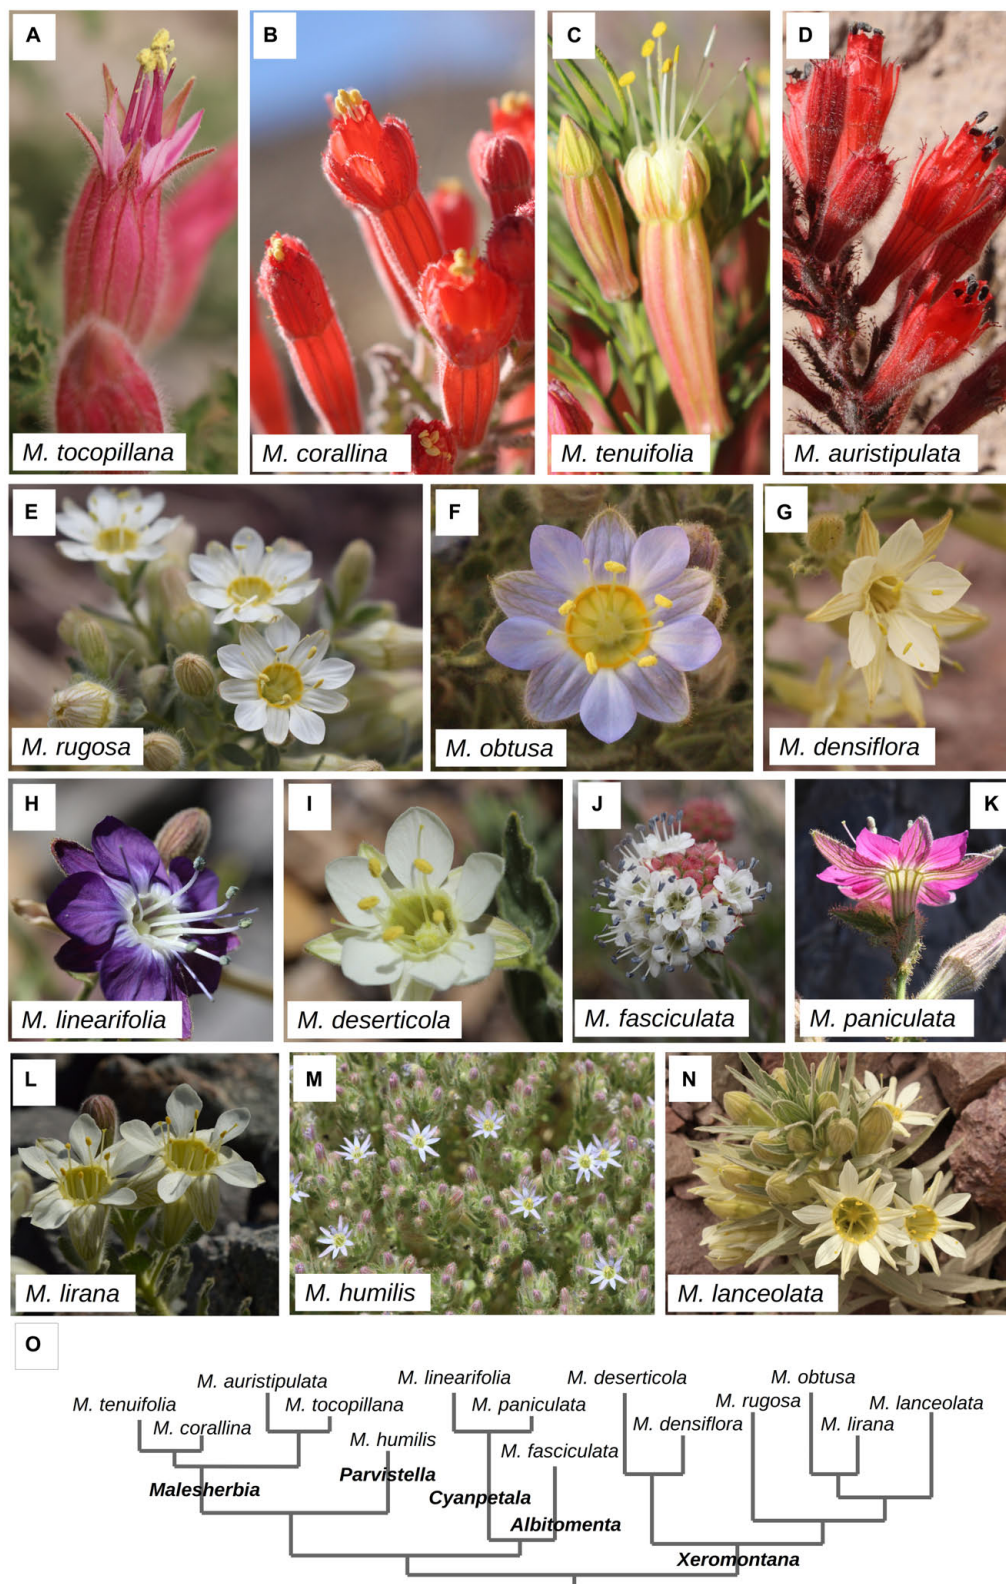 A
B
C
D
M. tocopillana
M. corallina
M. tenuifolia
M. auristipulata
E
F
G
M. rugosa
M. obtusa
M. densiflora
H
I
J
K
M. linearifolia
M. deserticola
M. fasciculata
M. paniculata
L
M
N
M. lirana
M. humilis
M. lanceolata
O
M. auristipulata
M. linearifolia
M. deserticola
M. obtusa
M. tenuifolia
M. tocopillana
M. paniculata
M. rugosa
M. lanceolata
M. corallina
M. humilis
M. fasciculata
M. densiflora
M. lirana
Malesherbia
Parvistella
Cyanpetala
Albitomenta
Xeromontana